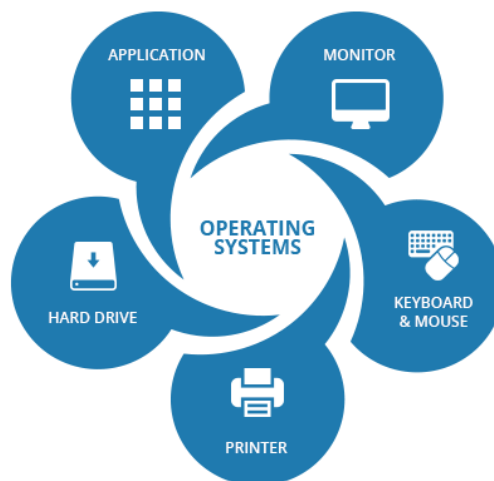 APPLICATION
MONITOR
OPERATING
SYSTEMS
KEYBOARD
& MOUSE
HARD DRIVE
PRINTER